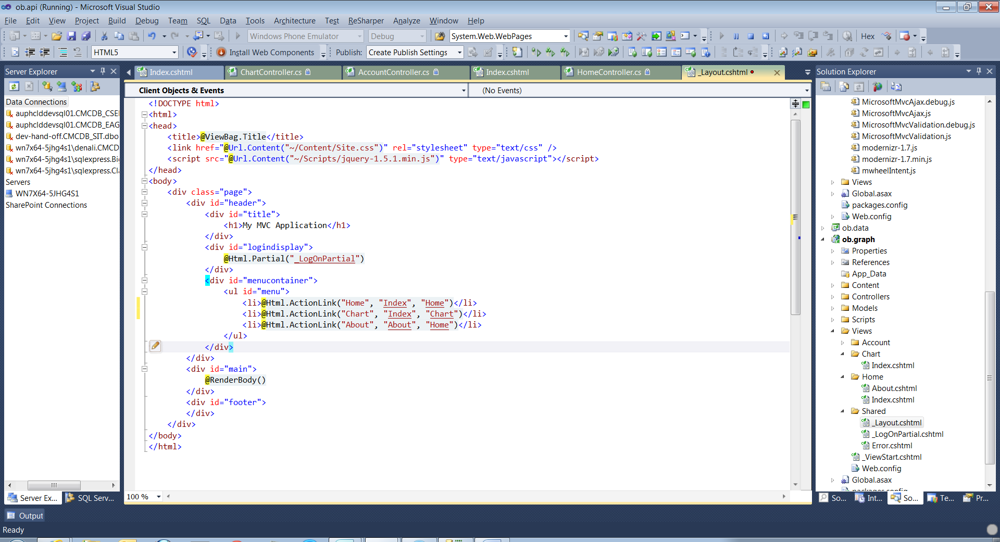 ob.api (Running) - Microsoft Visual Studio
File Edit View Project Build Debug Team SQL Data Tools Architecture Test ReSharper Analyze Window Help
Windows Phone Emulator Debug System.Web.WebPages Hex
HTML5 Install Web Components Publish: Create Publish Settings
Server Explorer
Data Connections
auphclddevsql01.CMCDB_CSE
auphclddevsql01.CMCDB_EAG
dev-hand-off.CMCDB_SIT.dbo
wn7x64-5jhg4s1\denali.CMCD
wn7x64-5jhg4s1\sqlexpress.Bi
wn7x64-5jhg4s1\sqlexpress.Cl
Servers
WN7X64-5JHG4S1
SharePoint Connections
Server Ex... SQL Serv...
Index.cshtml ChartController.cs AccountController.cs Index.cshtml HomeController.cs _Layout.cshtml
Client Objects & Events (No Events)
<!DOCTYPE html>
<html>
<head>
<title>@ViewBag.Title</title>
<link href="@Url.Content("~/Content/Site.css")" rel="stylesheet" type="text/css" />
<script src="@Url.Content("~/Scripts/jquery-1.5.1.min.js")" type="text/javascript"></script>
</head>
<body>
<div class="page">
<div id="header">
<div id="title">
<h1>My MVC Application</h1>
</div>
<div id="logindisplay">
@Html.Partial("_LogOnPartial")
</div>
<div id="menucontainer">
<ul id="menu">
<li>@Html.ActionLink("Home", "Index", "Home")</li>
<li>@Html.ActionLink("Chart", "Index", "Chart")</li>
<li>@Html.ActionLink("About", "About", "Home")</li>
</ul>
</div>
</div>
<div id="main">
@RenderBody()
</div>
<div id="footer">
</div>
</div>
</body>
</html>
100 %
Solution Explorer
MicrosoftMvcAjax.debug.js
MicrosoftMvcAjax.js
MicrosoftMvcValidation.debug.js
MicrosoftMvcValidation.js
modernizr-1.7.js
modernizr-1.7.min.js
mwheelIntent.js
Views
Global.asax
packages.config
Web.config
ob.data
ob.graph
Properties
References
App_Data
Content
Controllers
Models
Scripts
Views
Account
Chart
Index.cshtml
Home
About.cshtml
Index.cshtml
Shared
_Layout.cshtml
_LogOnPartial.cshtml
Error.cshtml
_ViewStart.cshtml
Web.config
Global.asax
packages.config
So... Int... So... Te... Pr...
Output
Ready